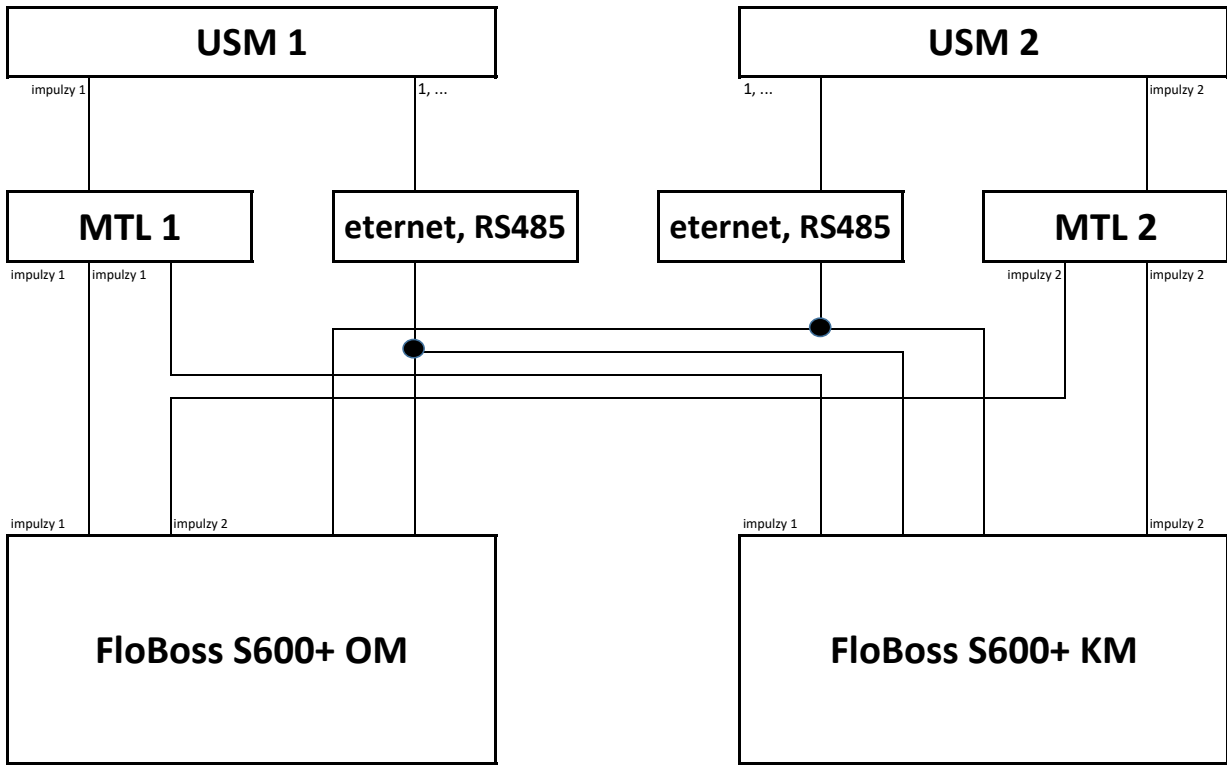 USM 1
USM 2
impulzy 1
1, ...
1, ...
impulzy 2
MTL 1
eternet, RS485
eternet, RS485
MTL 2
impulzy 1
impulzy 1
impulzy 2
impulzy 2
impulzy 1
impulzy 2
impulzy 1
impulzy 2
FloBoss S600+ OM
FloBoss S600+ KM